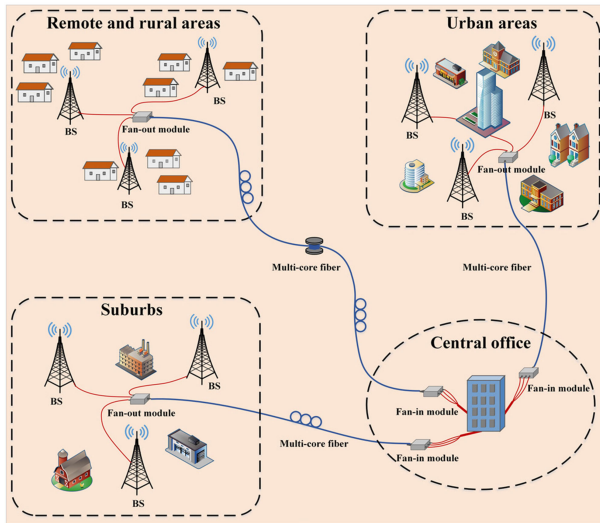 Remote and rural areas
BS
BS
Fan-out module
BS
Urban areas
BS
BS
Fan-out module
BS
Multi-core fiber
Multi-core fiber
Suburbs
BS
BS
Fan-out module
BS
Multi-core fiber
Central office
Fan-in module
Fan-in module
Fan-in module